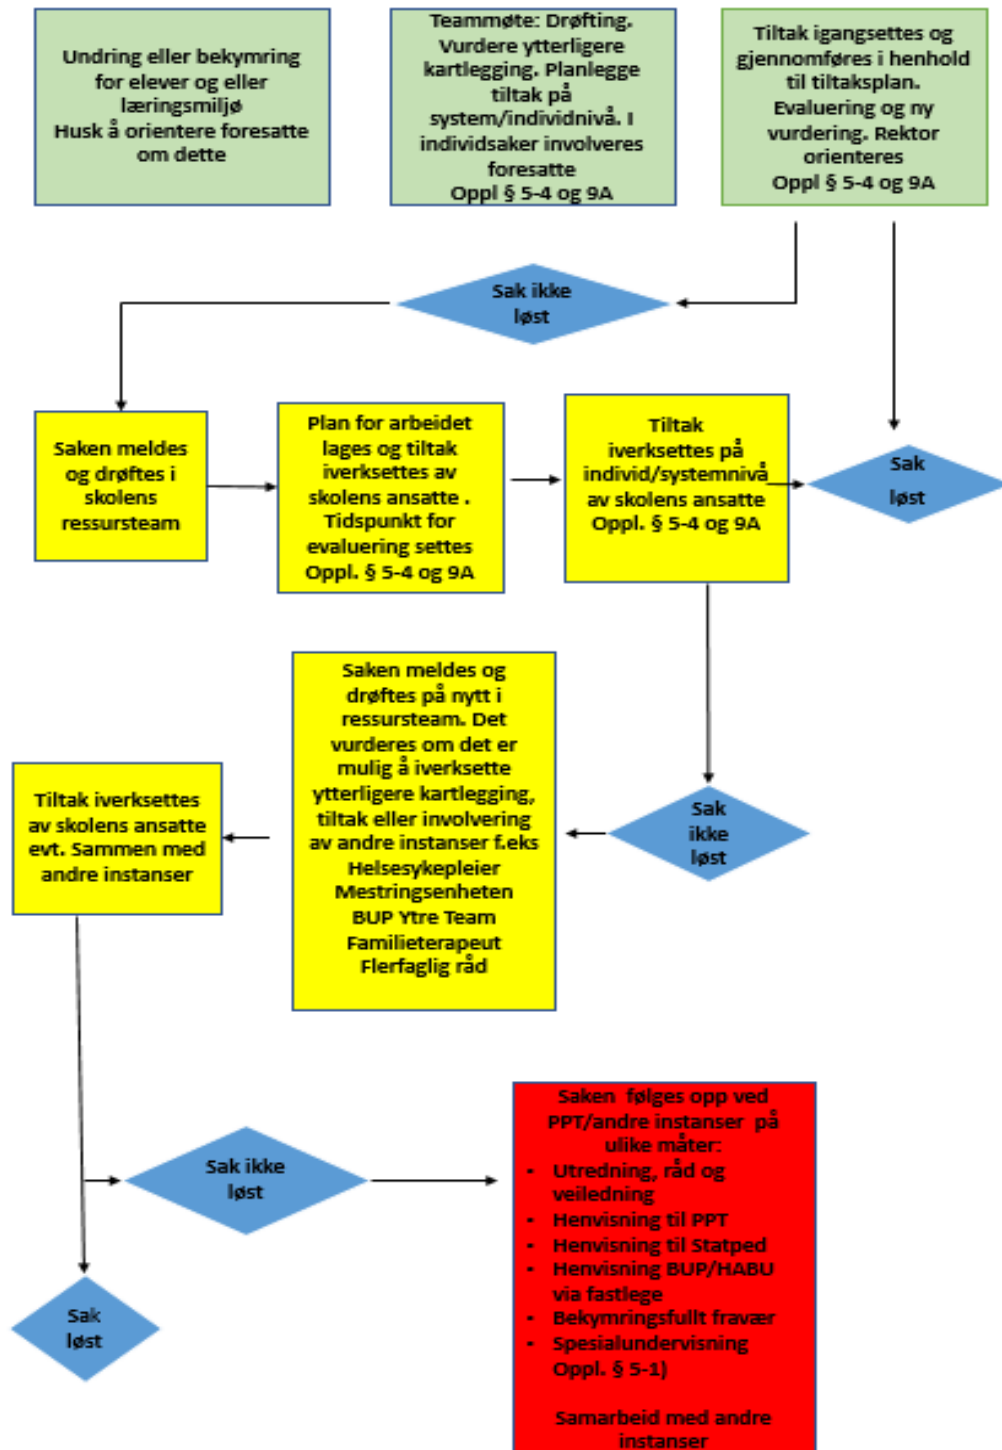 Undring eller bekymring
for elever og eller
læringsmiljø
Husk å orientere foresatte
om dette
Teammøte: Drøfting.
Vurdere ytterligere
kartlegging. Planlegge
tiltak på
system/individnivå. I
individsaker involveres
foresatte
Oppl § 5-4 og 9A
Tiltak igangsettes og
gjennomføres i henhold
til tiltaksplan.
Evaluering og ny
vurdering. Rektor
orienteres
Oppl § 5-4 og 9A
Sak ikke
løst
Saken meldes
og drøftes i
skolens
ressursteam
Plan for arbeidet
lages og tiltak
iverksettes av
skolens ansatte .
Tidspunkt for
evaluering settes
Oppl. § 5-4 og 9A
Tiltak
iverksettes på
individ/systemnivå
av skolens ansatte
Oppl. § 5-4 og 9A
Sak
løst
Saken meldes og
drøftes på nytt i
ressursteam. Det
vurderes om det er
mulig å iverksette
ytterligere kartlegging,
tiltak eller involvering
av andre instanser f.eks
Helsesykepleier
Mestringsenheten
BUP Ytre Team
Familieterapeut
Flerfaglig råd
Sak
ikke
løst
Tiltak iverksettes
av skolens ansatte
evt. Sammen med
andre instanser
Sak ikke
løst
Sak
løst
Saken følges opp ved
PPT/andre instanser på
ulike måter:
- Utredning, råd og
veiledning
- Henvisning til PPT
- Henvisning til Statped
- Henvisning BUP/HABU
via fastlege
- Bekymringsfullt fravær
- Spesialundervisning
Oppl. § 5-1)
Samarbeid med andre
instanser